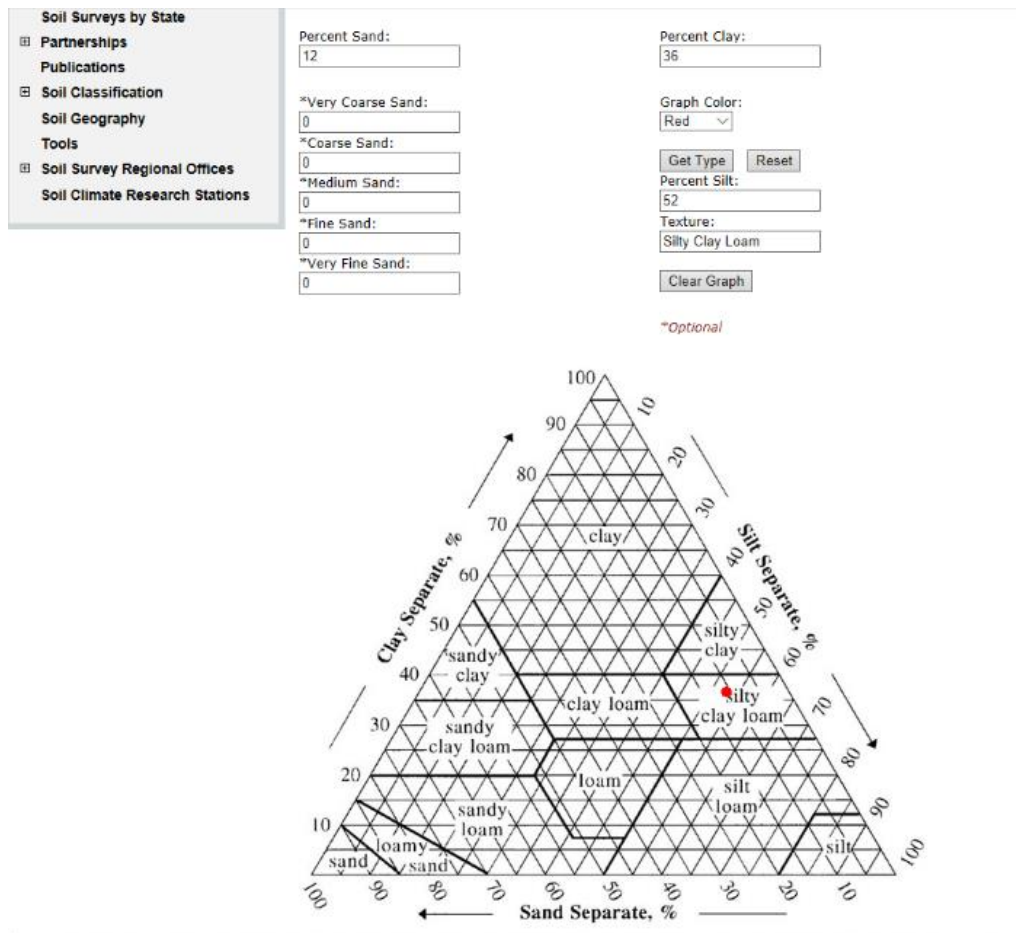 Soil Surveys by State
Partnerships
Publications
Soil Classification
Soil Geography
Tools
Soil Survey Regional Offices
Soil Climate Research Stations
Percent Sand:
12
*Very Coarse Sand:
0
*Coarse Sand:
0
*Medium Sand:
0
*Fine Sand:
0
*Very Fine Sand:
0
Percent Clay:
36
Graph Color:
Red
Get Type Reset
Percent Silt:
52
Texture:
Silty Clay Loam
Clear Graph
*Optional
100
90
80
70
60
50
40
30
20
10
Clay Separate, %
10
20
30
40
50
60
70
80
90
100
Silt Separate, %
clay
silty
clay
sandy
clay
clay loam
silty
clay loam
sandy
clay loam
loam
silt
loam
sandy
loam
loamy
sand
sand
silt
100 90 80 70 60 50 40 30 20 10
Sand Separate, %